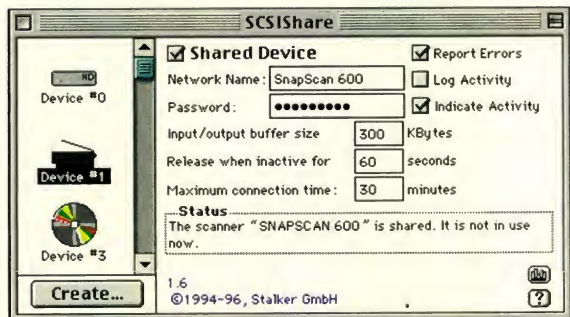 SCSIShare
HD
Device #0
Device #1
Device #3
Create...
Shared Device
Report Errors
Network Name: SnapScan 600
Log Activity
Password: •••••••••
Indicate Activity
Input/output buffer size 300 KBytes
Release when inactive for 60 seconds
Maximum connection time: 30 minutes
Status
The scanner "SNAPSCAN 600" is shared. It is not in use
now.
1.6
©1994-96, Stalker GmbH
?